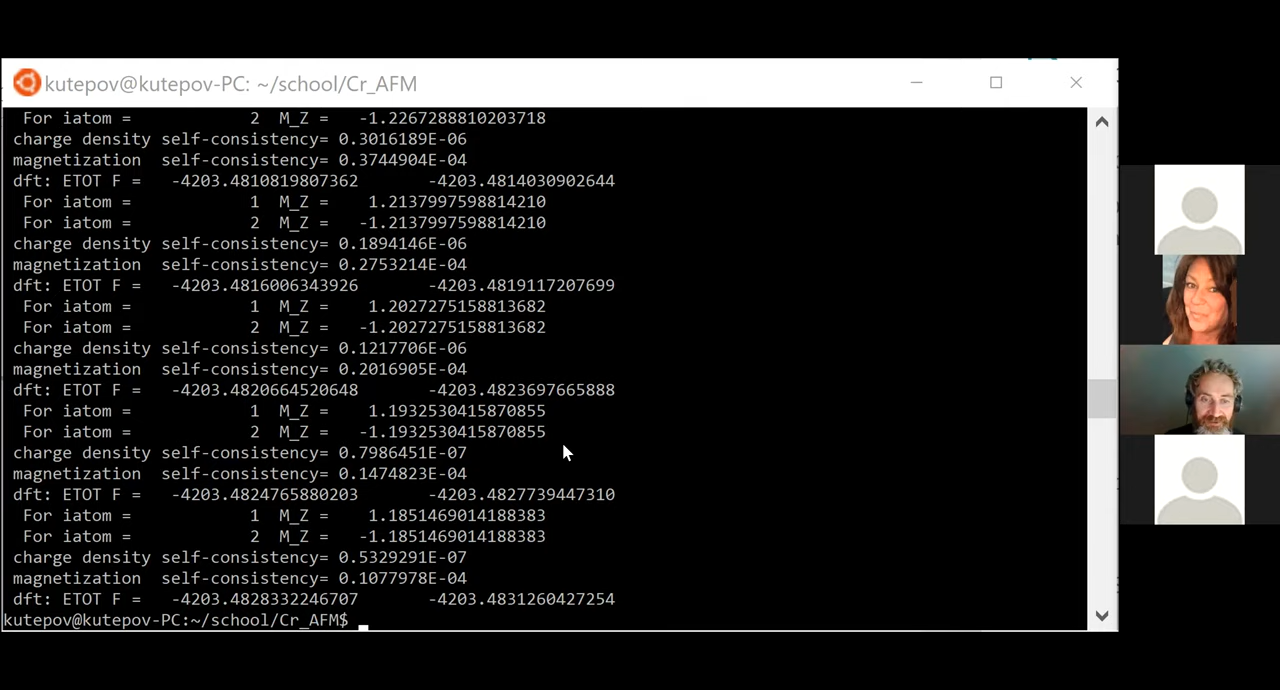 kutepov@kutepov-PC: ~/school/Cr_AFM
For iatom = 2 M_Z = -1.2267288810203718
charge density self-consistency= 0.3016189E-06
magnetization self-consistency= 0.3744904E-04
dft: ETOT F = -4203.4810819807362 -4203.4814030902644
For iatom = 1 M_Z = 1.2137997598814210
For iatom = 2 M_Z = -1.2137997598814210
charge density self-consistency= 0.1894146E-06
magnetization self-consistency= 0.2753214E-04
dft: ETOT F = -4203.4816006343926 -4203.4819117207699
For iatom = 1 M_Z = 1.2027275158813682
For iatom = 2 M_Z = -1.2027275158813682
charge density self-consistency= 0.1217706E-06
magnetization self-consistency= 0.2016905E-04
dft: ETOT F = -4203.4820664520648 -4203.4823697665888
For iatom = 1 M_Z = 1.1932530415870855
For iatom = 2 M_Z = -1.1932530415870855
charge density self-consistency= 0.7986451E-07
magnetization self-consistency= 0.1474823E-04
dft: ETOT F = -4203.4824765880203 -4203.4827739447310
For iatom = 1 M_Z = 1.1851469014188383
For iatom = 2 M_Z = -1.1851469014188383
charge density self-consistency= 0.5329291E-07
magnetization self-consistency= 0.1077978E-04
dft: ETOT F = -4203.4828332246707 -4203.4831260427254
kutepov@kutepov-PC:~/school/Cr_AFM$